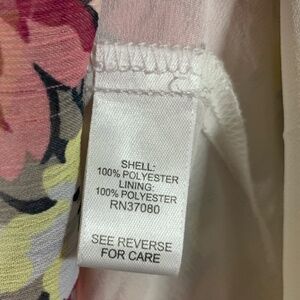 SHELL:
100% POLYESTER
LINING:
100% POLYESTER
RN37080
SEE REVERSE
FOR CARE